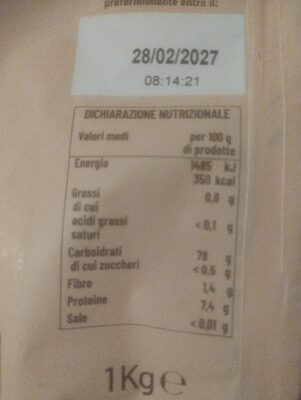 preferibilmente entro il:
28/02/2027
08:14:21
DICHIARAZIONE NUTRIZIONALE
Valori medi per 100 g
di prodotto
Energia 1485 kJ
350 kcal
Grassi 0,8 g
di cui
acidi grassi < 0,1 g
saturi
Carboidrati 78 g
di cui zuccheri < 0,5 g
Fibre 1,4 g
Proteine 7,4 g
Sale < 0,01 g
1 Kg e